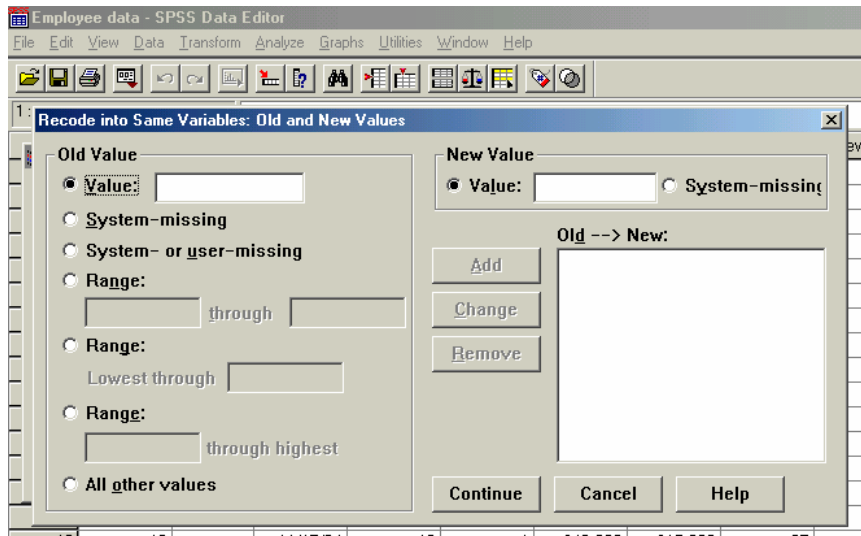 Employee data - SPSS Data Editor
File Edit View Data Transform Analyze Graphs Utilities Window Help
1 :
Recode into Same Variables: Old and New Values
Old Value
Value:
System-missing
System- or user-missing
Range:
through
Range:
Lowest through
Range:
through highest
All other values
New Value
Value: System-missing
Old --> New:
Add
Change
Remove
Continue Cancel Help